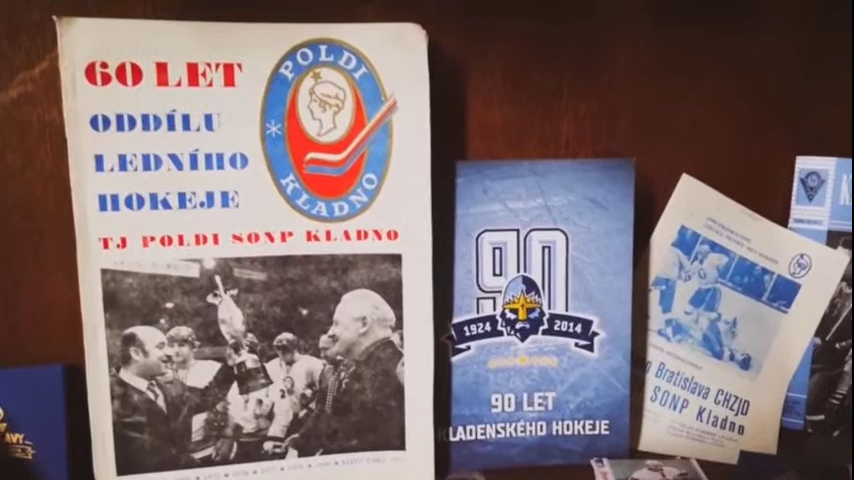 60 LET
ODDÍLU
LEDNÍHO
HOKEJE
TJ POLDI SONP KLADNO
POLDI
KLADNO
90
1924 2014
90 LET
KLADENSKÉHO HOKEJE
Bratislava CHZJD
SONP Kladno
K
AVY